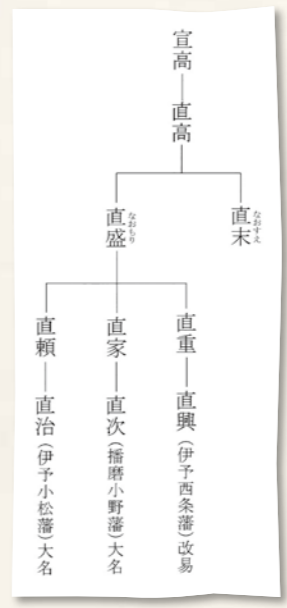 宣高
直高
直末
なおすえ
直盛
なおもり
直重
直興（伊予西条藩）改易
直家
直次（播磨小野藩）大名
直頼
直治（伊予小松藩）大名